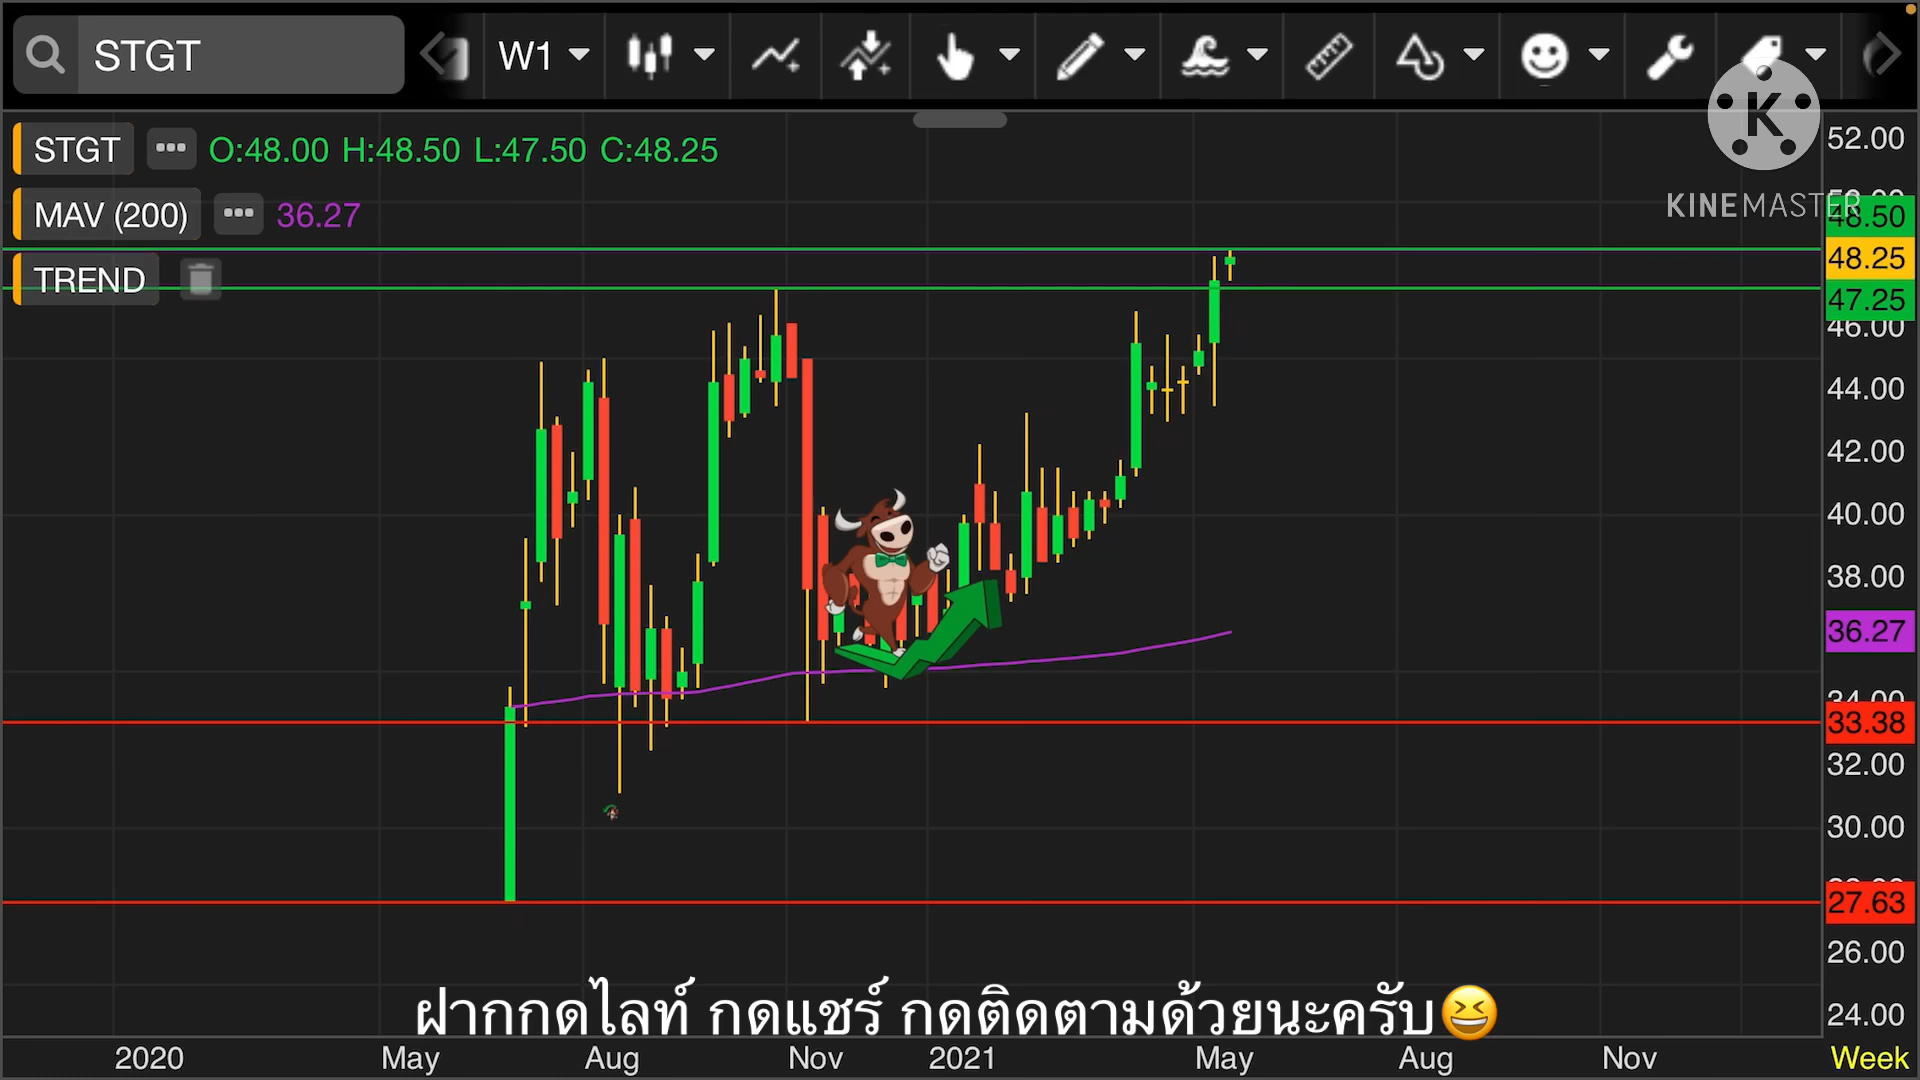 STGT
W1
STGT
O:48.00 H:48.50 L:47.50 C:48.25
MAV (200)
36.27
TREND
K
KINEMASTER
52.00
48.50
48.25
47.25
46.00
44.00
42.00
40.00
38.00
36.27
34.00
33.38
32.00
30.00
27.63
26.00
24.00
ฝากกดไลท์ กดแชร์ กดติดตามด้วยนะครับ😆
2020 May Aug Nov 2021 May Aug Nov Week